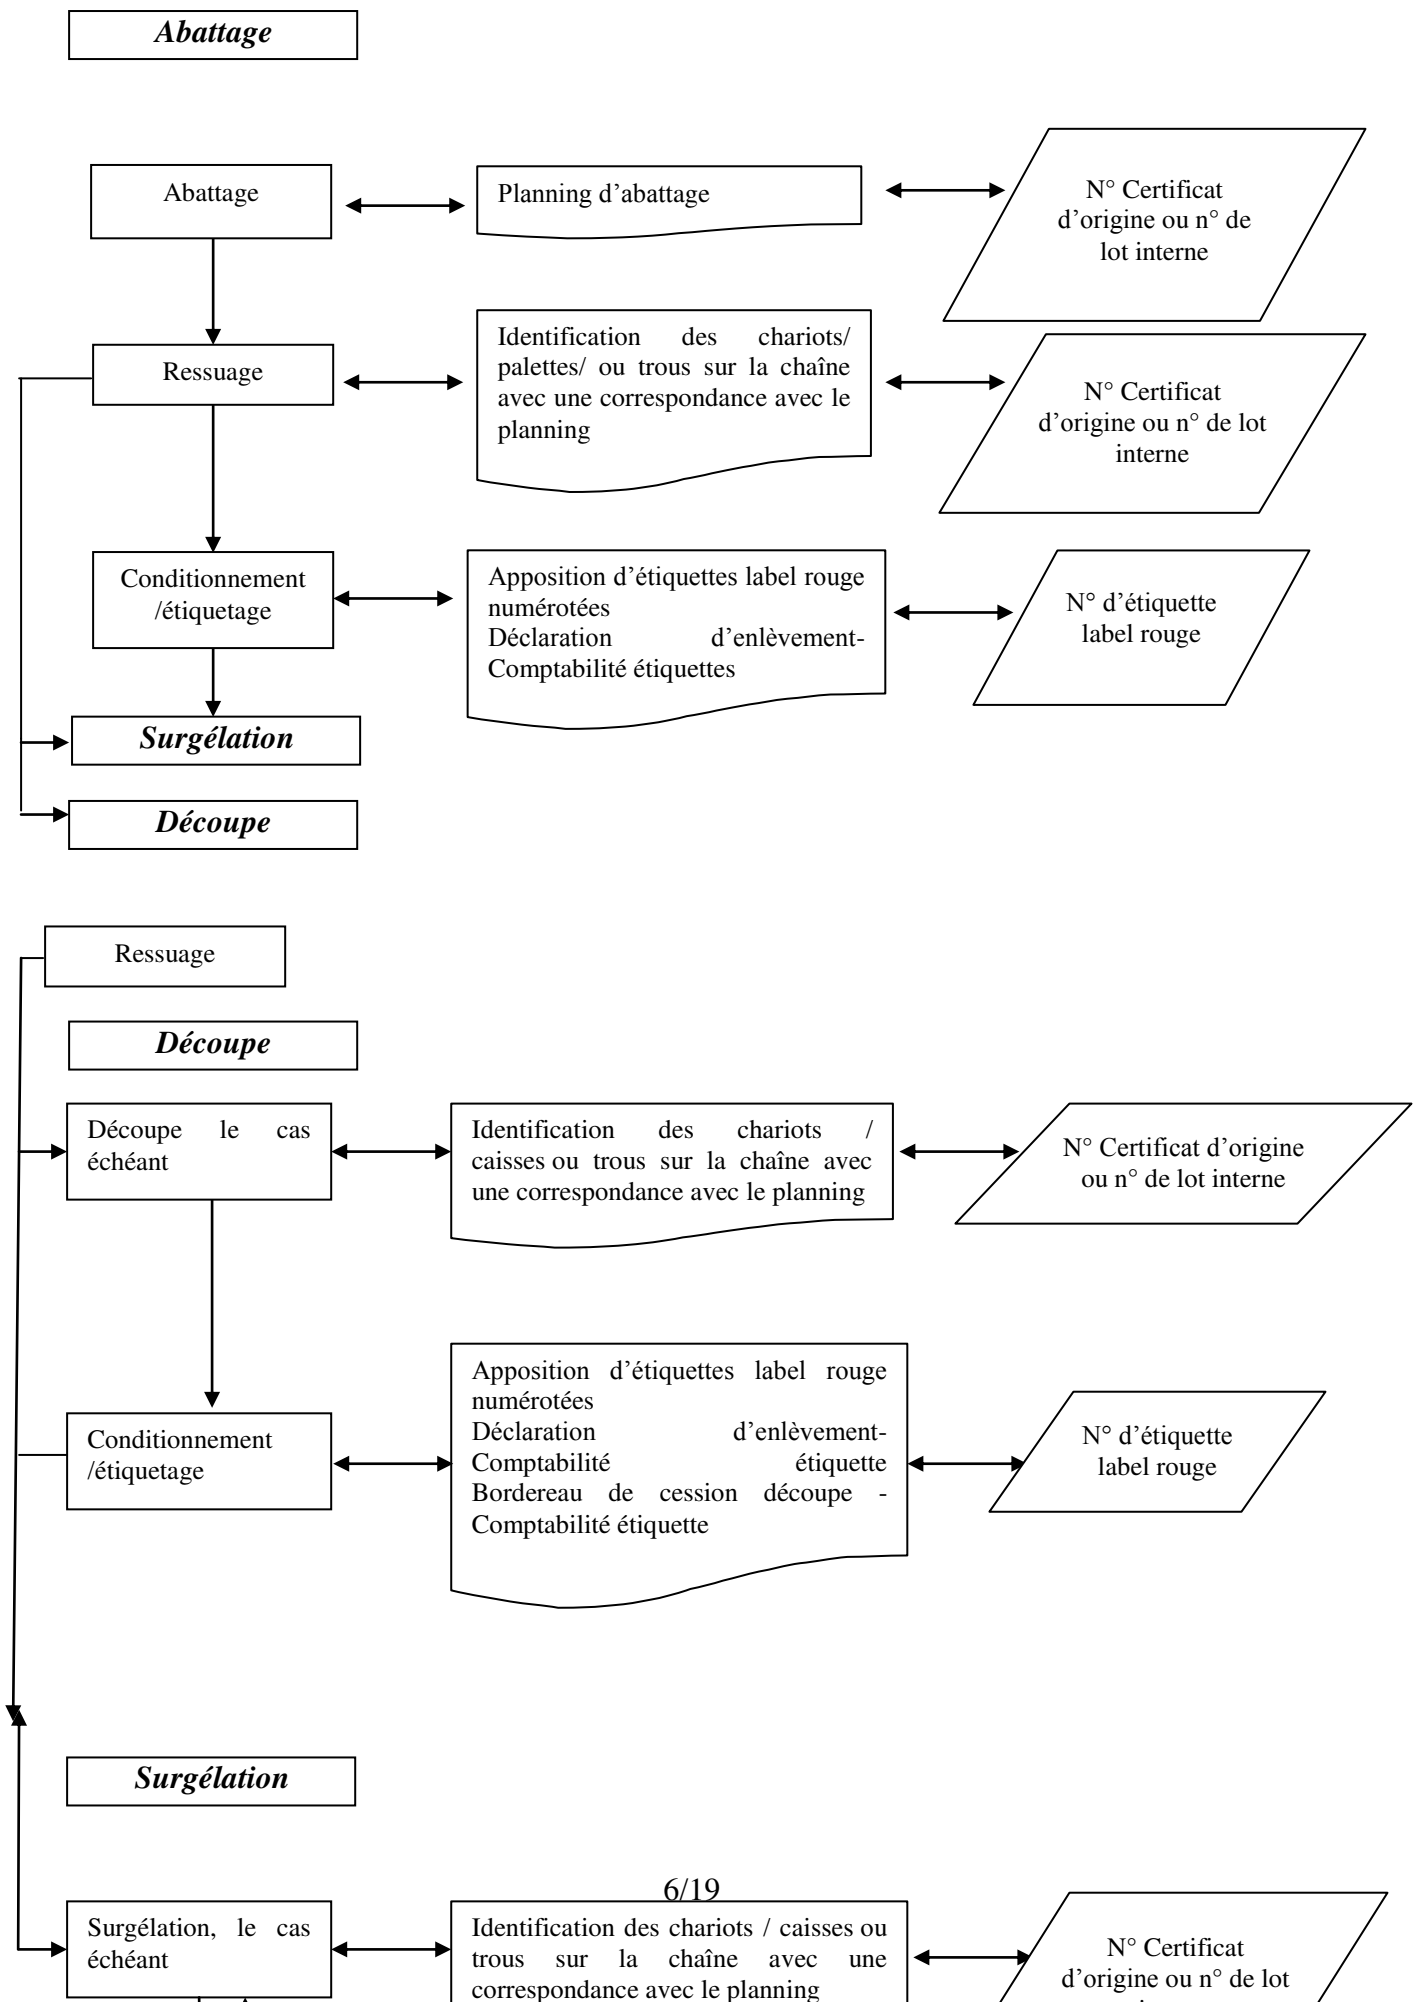 Abattage
Abattage
Planning d’abattage
N° Certificat
d’origine ou n° de
lot interne
Ressuage
Identification des chariots/
palettes/ ou trous sur la chaîne
avec une correspondance avec le
planning
N° Certificat
d’origine ou n° de lot
interne
Conditionnement
/étiquetage
Apposition d’étiquettes label rouge
numérotées
Déclaration d’enlèvement-
Comptabilité étiquettes
N° d’étiquette
label rouge
Surgélation
Découpe
Ressuage
Découpe
Découpe le cas
échéant
Identification des chariots /
caisses ou trous sur la chaîne avec
une correspondance avec le planning
N° Certificat d’origine
ou n° de lot interne
Conditionnement
/étiquetage
Apposition d’étiquettes label rouge
numérotées
Déclaration d’enlèvement-
Comptabilité étiquette
Bordereau de cession découpe -
Comptabilité étiquette
N° d’étiquette
label rouge
Surgélation
6/19
Surgélation, le cas
échéant
Identification des chariots / caisses ou
trous sur la chaîne avec une
correspondance avec le planning
N° Certificat
d’origine ou n° de lot